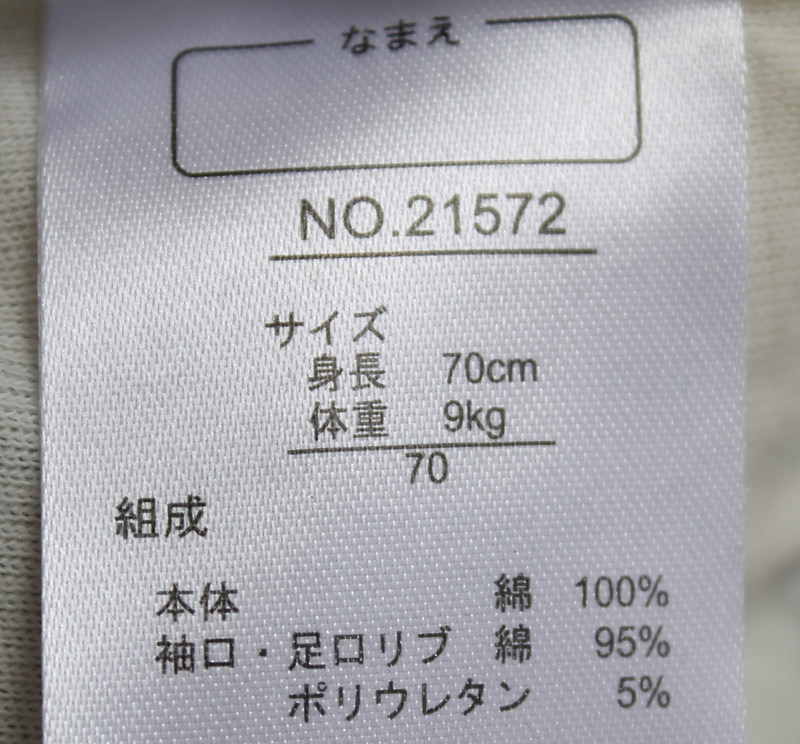 なまえ
NO.21572
サイズ
身長 70cm
体重 9kg
70
組成
本体 綿 100%
袖口・足口リブ 綿 95%
ポリウレタン 5%